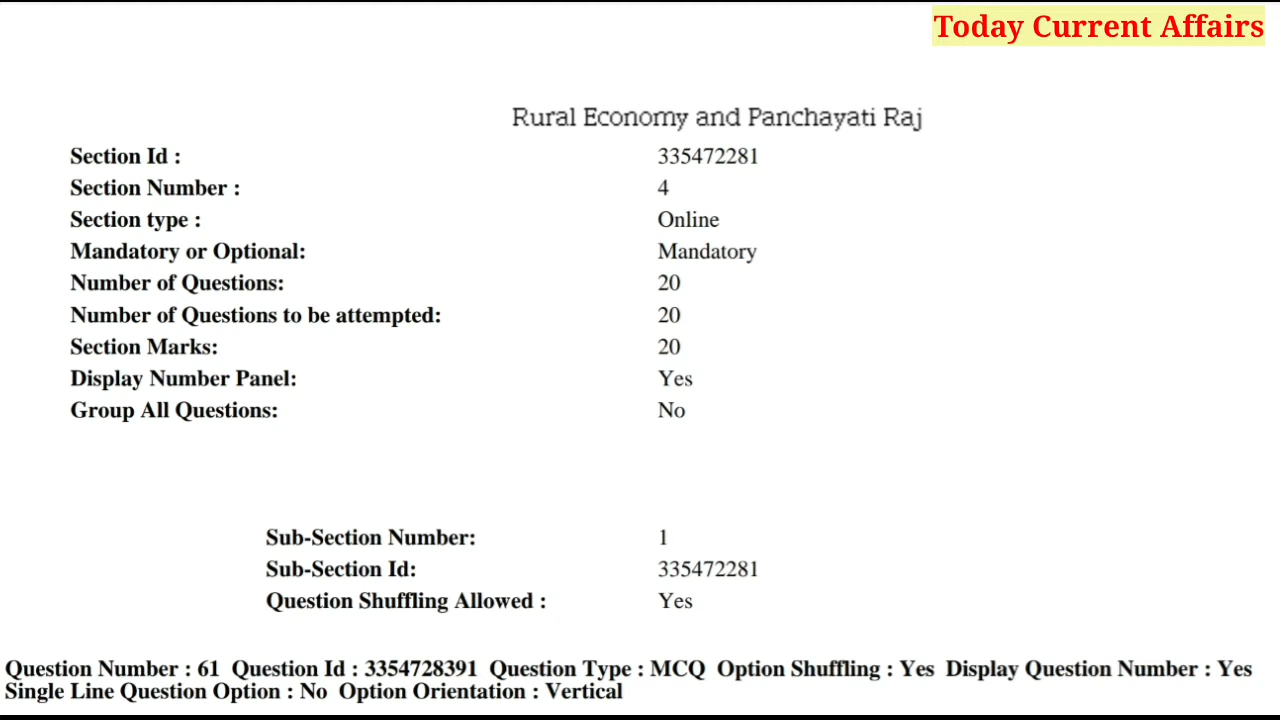 Today Current Affairs
Rural Economy and Panchayati Raj
Section Id : 335472281
Section Number : 4
Section type : Online
Mandatory or Optional: Mandatory
Number of Questions: 20
Number of Questions to be attempted: 20
Section Marks: 20
Display Number Panel: Yes
Group All Questions: No
Sub-Section Number: 1
Sub-Section Id: 335472281
Question Shuffling Allowed : Yes
Question Number : 61 Question Id : 3354728391 Question Type : MCQ Option Shuffling : Yes Display Question Number : Yes
Single Line Question Option : No Option Orientation : Vertical